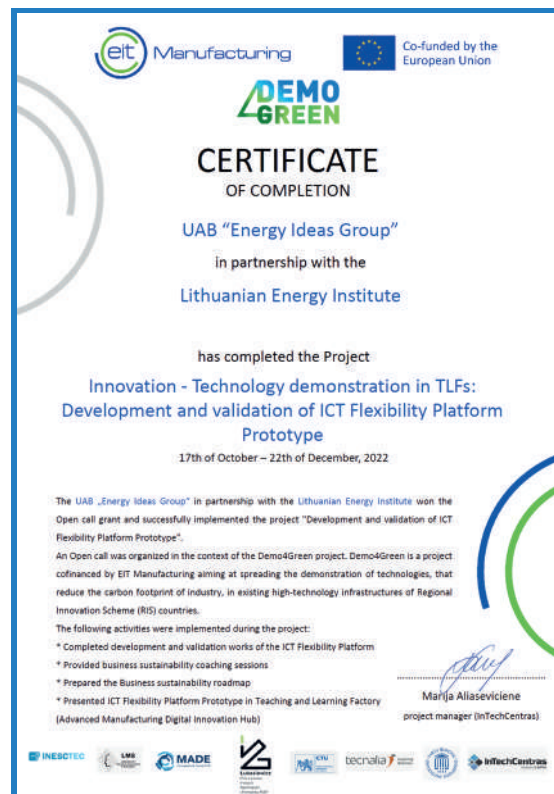 eit Manufacturing
Co-funded by the
European Union
4DEMO
GREEN
CERTIFICATE
OF COMPLETION
UAB “Energy Ideas Group”
in partnership with the
Lithuanian Energy Institute
has completed the Project
Innovation - Technology demonstration in TLFs:
Development and validation of ICT Flexibility Platform
Prototype
17th of October – 22th of December, 2022
The UAB „Energy Ideas Group” in partnership with the Lithuanian Energy Institute won the
Open call grant and successfully implemented the project "Development and validation of ICT
Flexibility Platform Prototype".
An Open call was organized in the context of the Demo4Green project. Demo4Green is a project
cofinanced by EIT Manufacturing aiming at spreading the demonstration of technologies, that
reduce the carbon footprint of industry, in existing high-technology infrastructures of Regional
Innovation Scheme (RIS) countries.
The following activities were implemented during the project:
* Completed development and validation works of the ICT Flexibility Platform
* Provided business sustainability coaching sessions
* Prepared the Business sustainability roadmap
* Presented ICT Flexibility Platform Prototype in Teaching and Learning Factory
(Advanced Manufacturing Digital Innovation Hub)
Marija Aliaseviciene
project manager (InTechCentras)
INESCTEC
LMS
MADE
CTU
tecnalia
InTechCentras